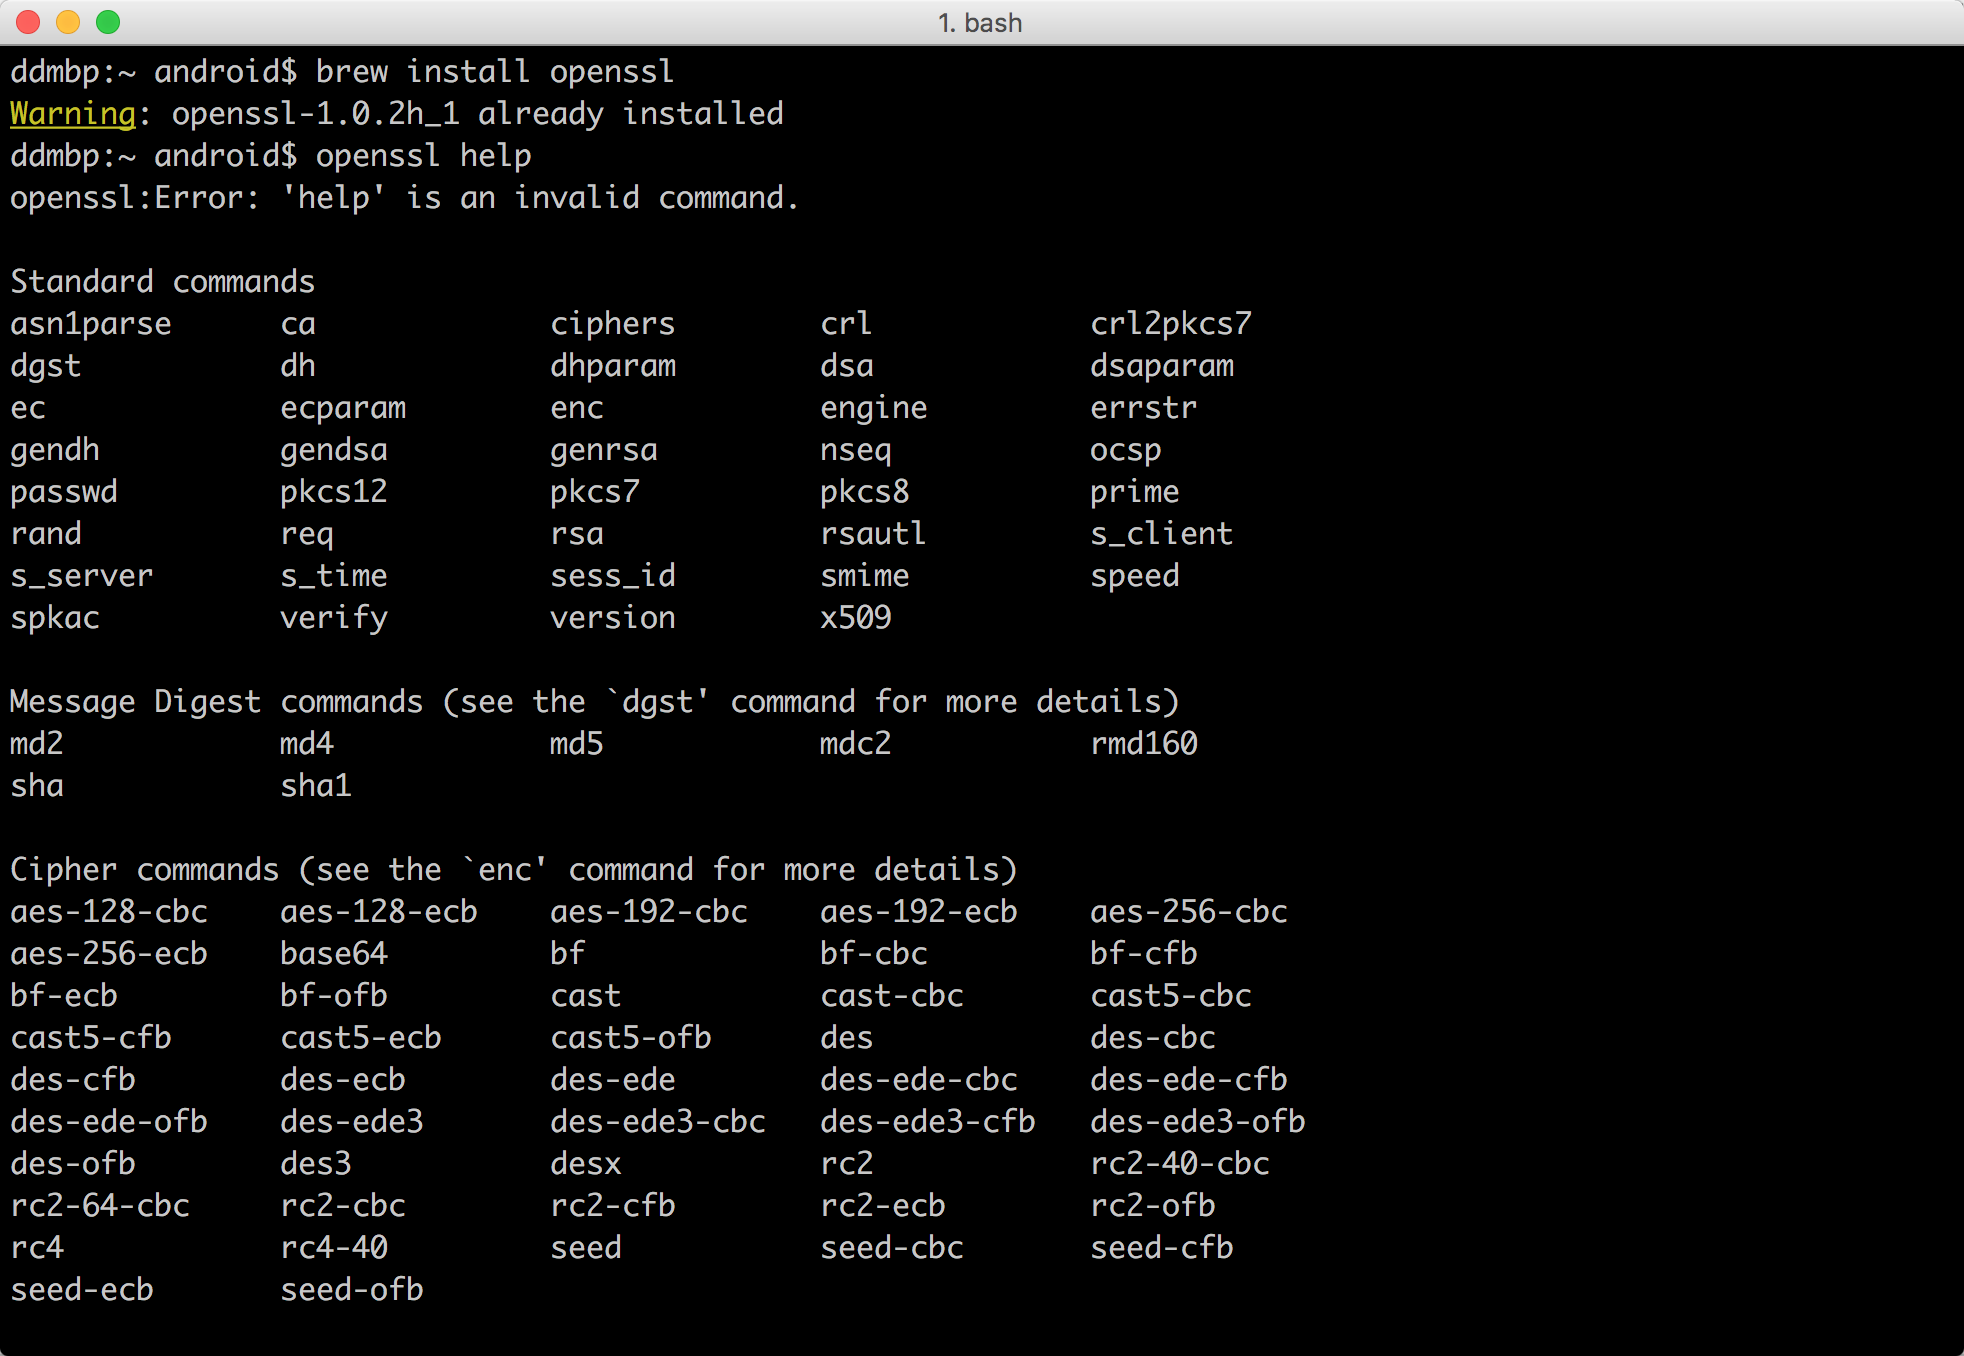 1. bash
ddmbp:~ android$ brew install openssl
Warning: openssl-1.0.2h_1 already installed
ddmbp:~ android$ openssl help
openssl:Error: 'help' is an invalid command.

Standard commands
asn1parse      ca             ciphers        crl            crl2pkcs7
dgst           dh             dhparam        dsa            dsaparam
ec             ecparam        enc            engine         errstr
gendh          gendsa         genrsa         nseq           ocsp
passwd         pkcs12         pkcs7          pkcs8          prime
rand           req            rsa            rsautl         s_client
s_server       s_time         sess_id        smime          speed
spkac          verify         version        x509

Message Digest commands (see the `dgst' command for more details)
md2            md4            md5            mdc2           rmd160
sha            sha1

Cipher commands (see the `enc' command for more details)
aes-128-cbc    aes-128-ecb    aes-192-cbc    aes-192-ecb    aes-256-cbc
aes-256-ecb    base64         bf             bf-cbc         bf-cfb
bf-ecb         bf-ofb         cast           cast-cbc       cast5-cbc
cast5-cfb      cast5-ecb      cast5-ofb      des            des-cbc
des-cfb        des-ecb        des-ede        des-ede-cbc    des-ede-cfb
des-ede-ofb    des-ede3       des-ede3-cbc   des-ede3-cfb   des-ede3-ofb
des-ofb        des3           desx           rc2            rc2-40-cbc
rc2-64-cbc     rc2-cbc        rc2-cfb        rc2-ecb        rc2-ofb
rc4            rc4-40         seed           seed-cbc       seed-cfb
seed-ecb       seed-ofb